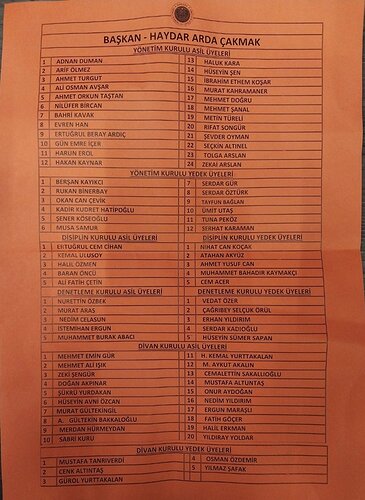 BAŞKAN - HAYDAR ARDA ÇAKMAK
YÖNETİM KURULU ASİL ÜYELERİ
1 ADNAN DUMAN 13 HALUK KARA
2 ARİF ÖLMEZ 14 HÜSEYİN ŞEN
3 AHMET TURGUT 15 İBRAHİM ETHEM KOŞAR
4 ALİ OSMAN AVŞAR 16 MURAT KAHRAMANER
5 AHMET ORKUN TAŞTAN 17 MEHMET DOĞRU
6 NİLÜFER BİRCAN 18 MEHMET ŞANAL
7 BAHRİ KAVAK 19 METİN TÜRELİ
8 EVREN HAN 20 RIFAT SONGÜR
9 ERTUĞRUL BERAY ARDIÇ 21 ŞEVDER OYMAN
10 GÜN EMRE İÇER 22 SEÇKİN ALTINEL
11 HARUN EROL 23 TOLGA ARSLAN
12 HAKAN KAYNAR 24 ZEKAİ ARSLAN
YÖNETİM KURULU YEDEK ÜYELERİ
1 BERŞAN KAYIKCI 7 SERDAR GÜR
2 RUKAN BİNERBAY 8 SERDAR ÖZTÜRK
3 OKAN CAN ÇEVİK 9 TAYFUN BAĞLAN
4 KADİR KUDRET HATİPOĞLU 10 ÜMİT UTAŞ
5 ŞENER KÖSEOĞLU 11 TUNA PEKÖZ
6 MUSA SAMUR 12 SERHAT KARAMAN
DİSİPLİN KURULU ASİL ÜYELERİ DİSİPLİN KURULU YEDEK ÜYELERİ
1 ERTUĞRUL CEM CİHAN 1 NİHAT CAN KOÇAK
2 KEMAL ULUSOY 2 ATAHAN AKYÜZ
3 HALİL ÖZMEN 3 AHMET YUSUF CAN
4 BARAN ÖNCÜ 4 MUHAMMET BAHADIR KAYMAKÇI
5 ALİ FATİH ÇETİN 5 CEM ACER
DENETLEME KURULU ASİL ÜYELERİ DENETLEME KURULU YEDEK ÜYELERİ
1 NURETTİN ÖZBEK 1 VEDAT ÖZER
2 MURAT ARAS 2 ÇAĞRIBEY SELÇUK ÖRÜL
3 NEDİM CELASUN 3 ERHAN YILDIRIM
4 İSTEMİHAN ERGUN 4 SERDAR KADIOĞLU
5 MUHAMMET BURAK ABACI 5 HÜSEYİN SÜMER SAPAN
DİVAN KURULU ASİL ÜYELERİ
1 MEHMET EMİN GÜR 11 H. KEMAL YURTTAKALAN
2 MEHMET ALİ IŞIK 12 M. AYKUT AKALIN
3 ZEKİ ŞENGÜR 13 CEMALETTİN SAKALLIOĞLU
4 DOĞAN AKPINAR 14 MUSTAFA ALTUNTAŞ
5 ŞÜKRÜ YURDAKAN 15 ONUR AYDOĞAN
6 HÜSEYİN AVNİ ÖZCAN 16 NEDİM YILDIRIM
7 MURAT GÜLTEKİNGİL 17 ERGUN MARAŞLI
8 A. GÜLTEKİN BAKKALOĞLU 18 FATİH GÖÇER
9 MERDAN HÜRMEYDAN 19 HALİL ERKMAN
10 SABRİ KURU 20 YILDIRAY YOLDAR
DİVAN KURULU YEDEK ÜYELERİ
1 MUSTAFA TANRIVERDİ 4 OSMAN ÖZDEMİR
2 CENK ALTINTAŞ 5 YILMAZ ŞAFAK
3 GÜROL YURTTAKALAN